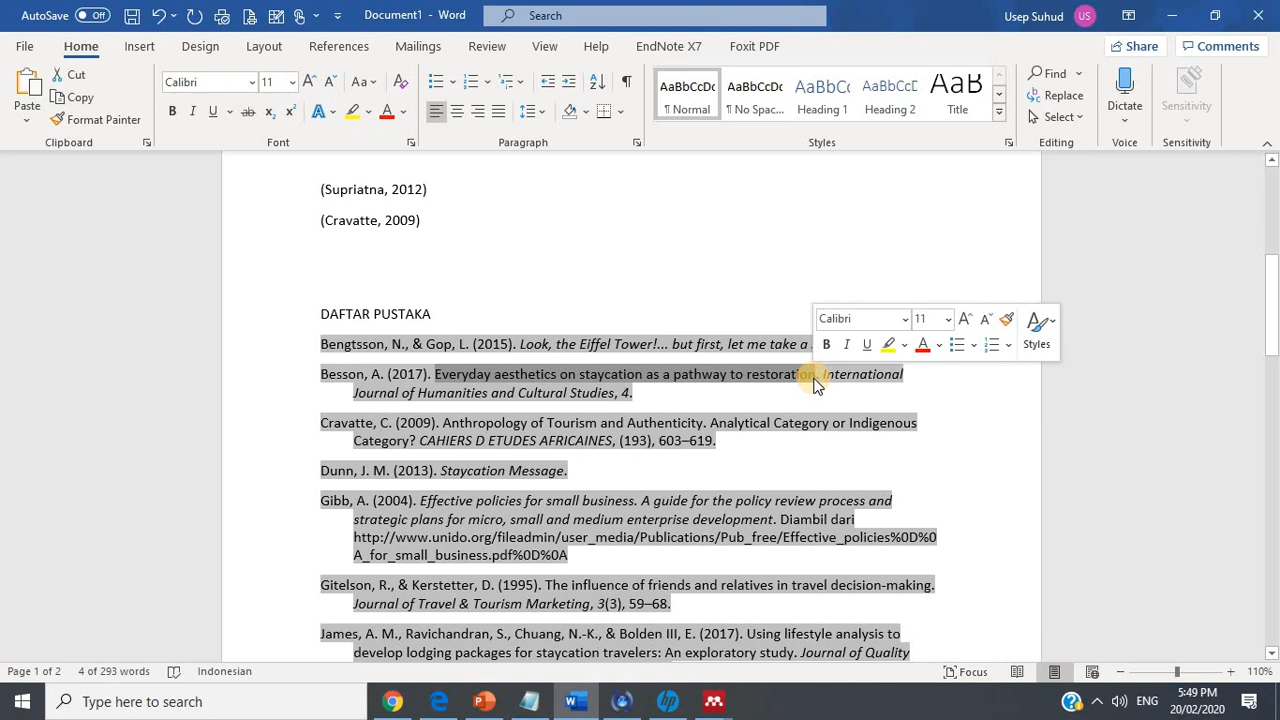 AutoSave Off Document1 - Word Search Usep Suhud US
File Home Insert Design Layout References Mailings Review View Help EndNote X7 Foxit PDF Share Comments
Paste Cut Copy Format Painter
Calibri 11 Aa
B I U ab x₂ x² A A
AaBbCcDc AaBbCcDc AaBbCc AaBbCcD AaB
¶ Normal ¶ No Spac... Heading 1 Heading 2 Title
Find Replace Select
Dictate Sensitivity
Clipboard Font Paragraph Styles Editing Voice Sensitivity
(Supriatna, 2012)
(Cravatte, 2009)
DAFTAR PUSTAKA
Calibri 11
B I U A Styles
Bengtsson, N., & Gop, L. (2015). Look, the Eiffel Tower!... but first, let me take a
Besson, A. (2017). Everyday aesthetics on staycation as a pathway to restoration. International
Journal of Humanities and Cultural Studies, 4.
Cravatte, C. (2009). Anthropology of Tourism and Authenticity. Analytical Category or Indigenous
Category? CAHIERS D ETUDES AFRICAINES, (193), 603–619.
Dunn, J. M. (2013). Staycation Message.
Gibb, A. (2004). Effective policies for small business. A guide for the policy review process and
strategic plans for micro, small and medium enterprise development. Diambil dari
http://www.unido.org/fileadmin/user_media/Publications/Pub_free/Effective_policies%0D%0
A_for_small_business.pdf%0D%0A
Gitelson, R., & Kerstetter, D. (1995). The influence of friends and relatives in travel decision-making.
Journal of Travel & Tourism Marketing, 3(3), 59–68.
James, A. M., Ravichandran, S., Chuang, N.-K., & Bolden III, E. (2017). Using lifestyle analysis to
develop lodging packages for staycation travelers: An exploratory study. Journal of Quality
Page 1 of 2 4 of 293 words Indonesian Focus 110%
Type here to search ENG 5:49 PM
20/02/2020